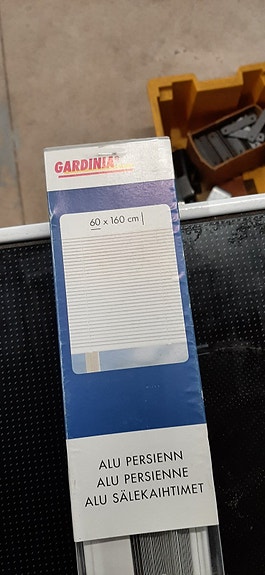 GARDINIA
60 x 160 cm
ALU PERSIENN
ALU PERSIENNE
ALU SÄLEKAIHTIMET